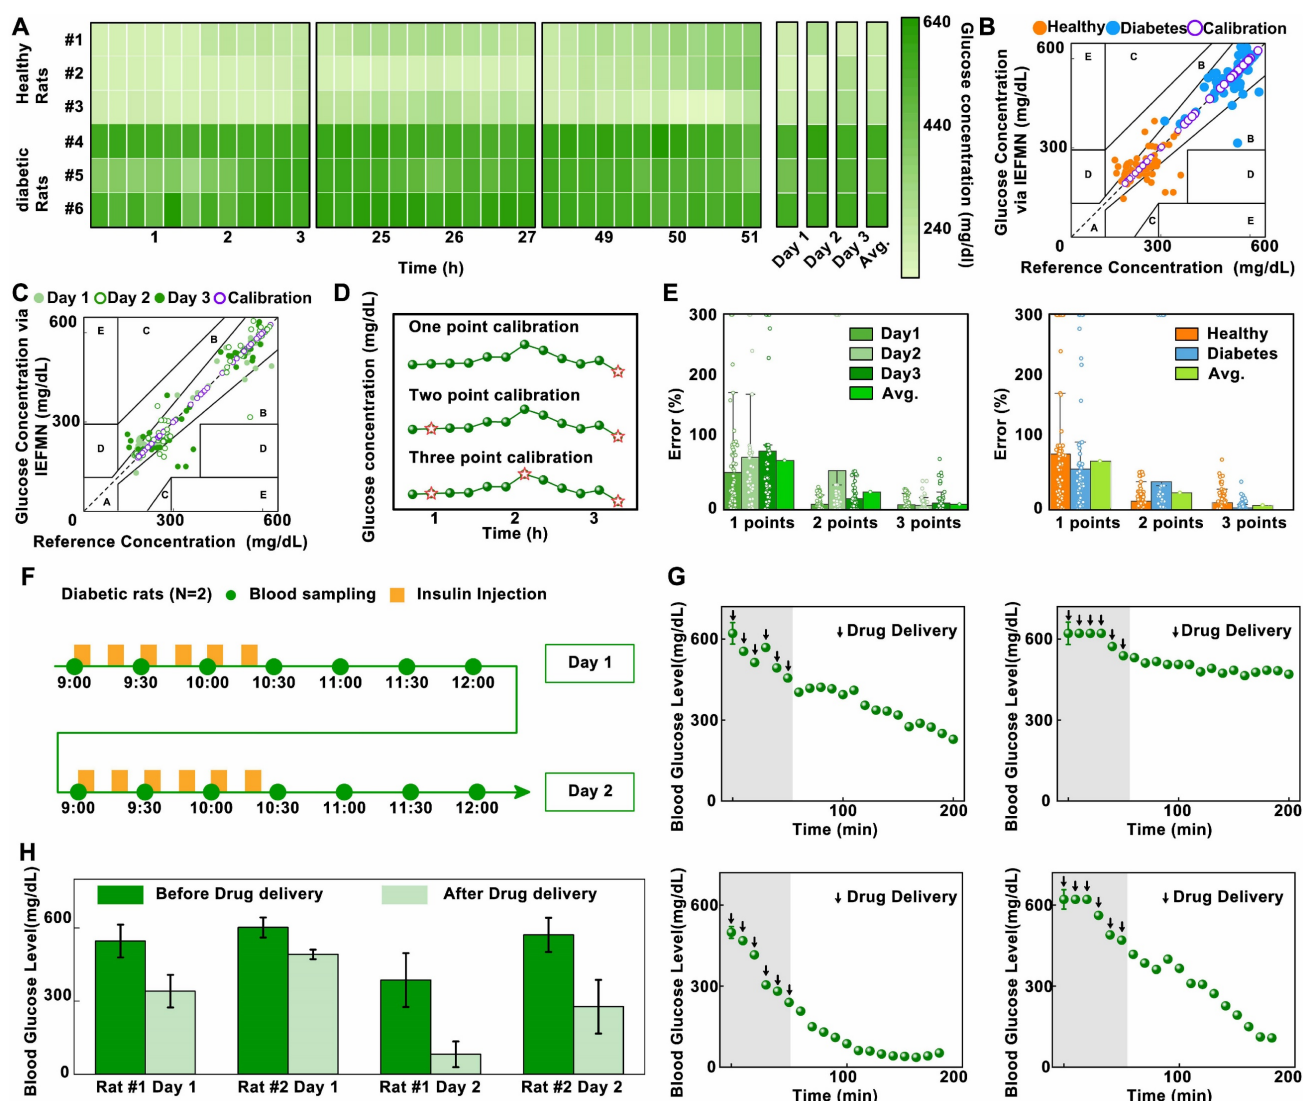 A
Healthy Rats
diabetic Rats
#1
#2
#3
#4
#5
#6
1 2 3 25 26 27 49 50 51
Time (h)
Day 1 Day 2 Day 3 Avg.
640
440
240
Glucose concentration (mg/dl)
B
Healthy Diabetes Calibration
Glucose Concentration via IEFMN (mg/dL)
600
300
0
E C B
D B
D
A C E
300 600
Reference Concentration (mg/dL)
C
Day 1 Day 2 Day 3 Calibration
Glucose Concentration via IEFMN (mg/dL)
600
300
0
E C B
B
D D
A C E
300 600
Reference Concentration (mg/dL)
D
Glucose concentration (mg/dL)
One point calibration
Two point calibration
Three point calibration
1 2 3
Time (h)
E
Error (%)
300
200
100
0
Day1
Day2
Day3
Avg.
1 points 2 points 3 points
Error (%)
300
200
100
0
Healthy
Diabetes
Avg.
1 points 2 points 3 points
F
Diabetic rats (N=2) Blood sampling Insulin Injection
9:00 9:30 10:00 10:30 11:00 11:30 12:00
Day 1
9:00 9:30 10:00 10:30 11:00 11:30 12:00
Day 2
G
Blood Glucose Level(mg/dL)
600
300
0
Drug Delivery
100 200
Time (min)
Blood Glucose Level(mg/dL)
600
300
0
Drug Delivery
100 200
Time (min)
Blood Glucose Level(mg/dL)
600
300
0
Drug Delivery
Blood Glucose Level(mg/dL)
600
300
0
Drug Delivery
H
Blood Glucose Level(mg/dL)
600
300
0
Before Drug delivery After Drug delivery
Rat #1 Day 1 Rat #2 Day 1 Rat #1 Day 2 Rat #2 Day 2